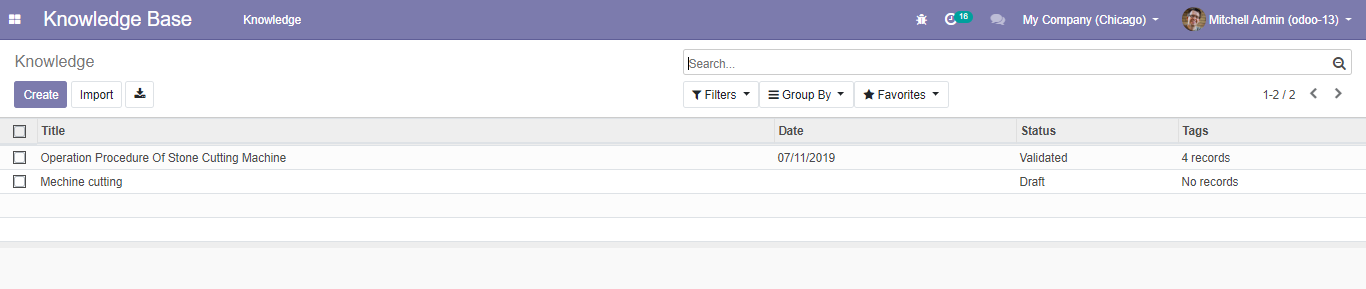 Knowledge Base Knowledge 16 My Company (Chicago) Mitchell Admin (odoo-13)
Knowledge Search...
Create Import Filters Group By Favorites 1-2 / 2
Title Date Status Tags
Operation Procedure Of Stone Cutting Machine 07/11/2019 Validated 4 records
Mechine cutting Draft No records